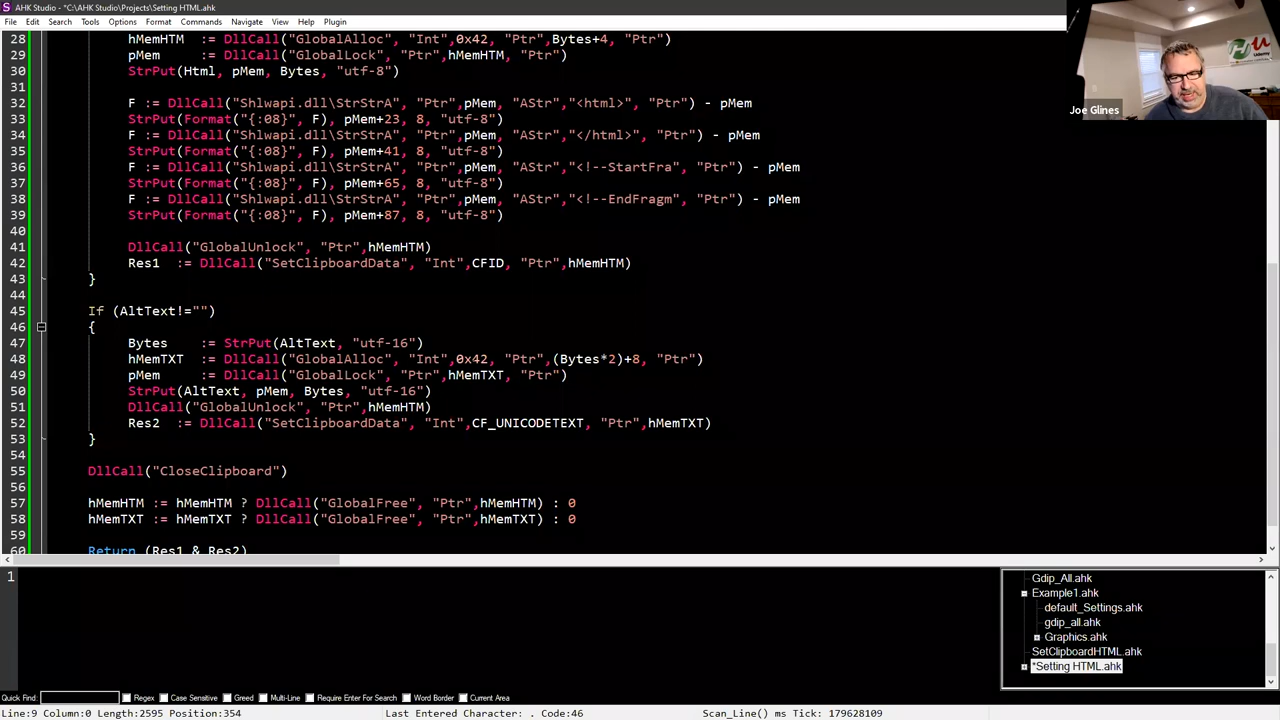 AHK Studio - *C:\AHK Studio\Projects\Setting HTML.ahk
File Edit Search Tools Options Format Commands Navigate View Help Plugin
28 hMemHTM := DllCall("GlobalAlloc", "Int",0x42, "Ptr",Bytes+4, "Ptr")
29 pMem := DllCall("GlobalLock", "Ptr",hMemHTM, "Ptr")
30 StrPut(Html, pMem, Bytes, "utf-8")
31
32 F := DllCall("Shlwapi.dll\StrStrA", "Ptr",pMem, "AStr","<html>", "Ptr") - pMem
33 StrPut(Format("{:08}", F), pMem+23, 8, "utf-8")
34 F := DllCall("Shlwapi.dll\StrStrA", "Ptr",pMem, "AStr","</html>", "Ptr") - pMem
35 StrPut(Format("{:08}", F), pMem+41, 8, "utf-8")
36 F := DllCall("Shlwapi.dll\StrStrA", "Ptr",pMem, "AStr","<!--StartFra", "Ptr") - pMem
37 StrPut(Format("{:08}", F), pMem+65, 8, "utf-8")
38 F := DllCall("Shlwapi.dll\StrStrA", "Ptr",pMem, "AStr","<!--EndFragm", "Ptr") - pMem
39 StrPut(Format("{:08}", F), pMem+87, 8, "utf-8")
40
41 DllCall("GlobalUnlock", "Ptr",hMemHTM)
42 Res1 := DllCall("SetClipboardData", "Int",CFID, "Ptr",hMemHTM)
43 }
44
45 If (AltText!="")
46 {
47 Bytes := StrPut(AltText, "utf-16")
48 hMemTXT := DllCall("GlobalAlloc", "Int",0x42, "Ptr",(Bytes*2)+8, "Ptr")
49 pMem := DllCall("GlobalLock", "Ptr",hMemTXT, "Ptr")
50 StrPut(AltText, pMem, Bytes, "utf-16")
51 DllCall("GlobalUnlock", "Ptr",hMemHTM)
52 Res2 := DllCall("SetClipboardData", "Int",CF_UNICODETEXT, "Ptr",hMemTXT)
53 }
54
55 DllCall("CloseClipboard")
56
57 hMemHTM := hMemHTM ? DllCall("GlobalFree", "Ptr",hMemHTM) : 0
58 hMemTXT := hMemTXT ? DllCall("GlobalFree", "Ptr",hMemTXT) : 0
59
60 Return (Res1 & Res2)
Joe Glines
Udemy
1
Gdip_All.ahk
Example1.ahk
default_Settings.ahk
gdip_all.ahk
Graphics.ahk
SetClipboardHTML.ahk
*Setting HTML.ahk
Quick Find: Regex Case Sensitive Greed Multi-Line Require Enter For Search Word Border Current Area
Line:9 Column:0 Length:2595 Position:354 Last Entered Character: . Code:46 Scan_Line() ms Tick: 179628109